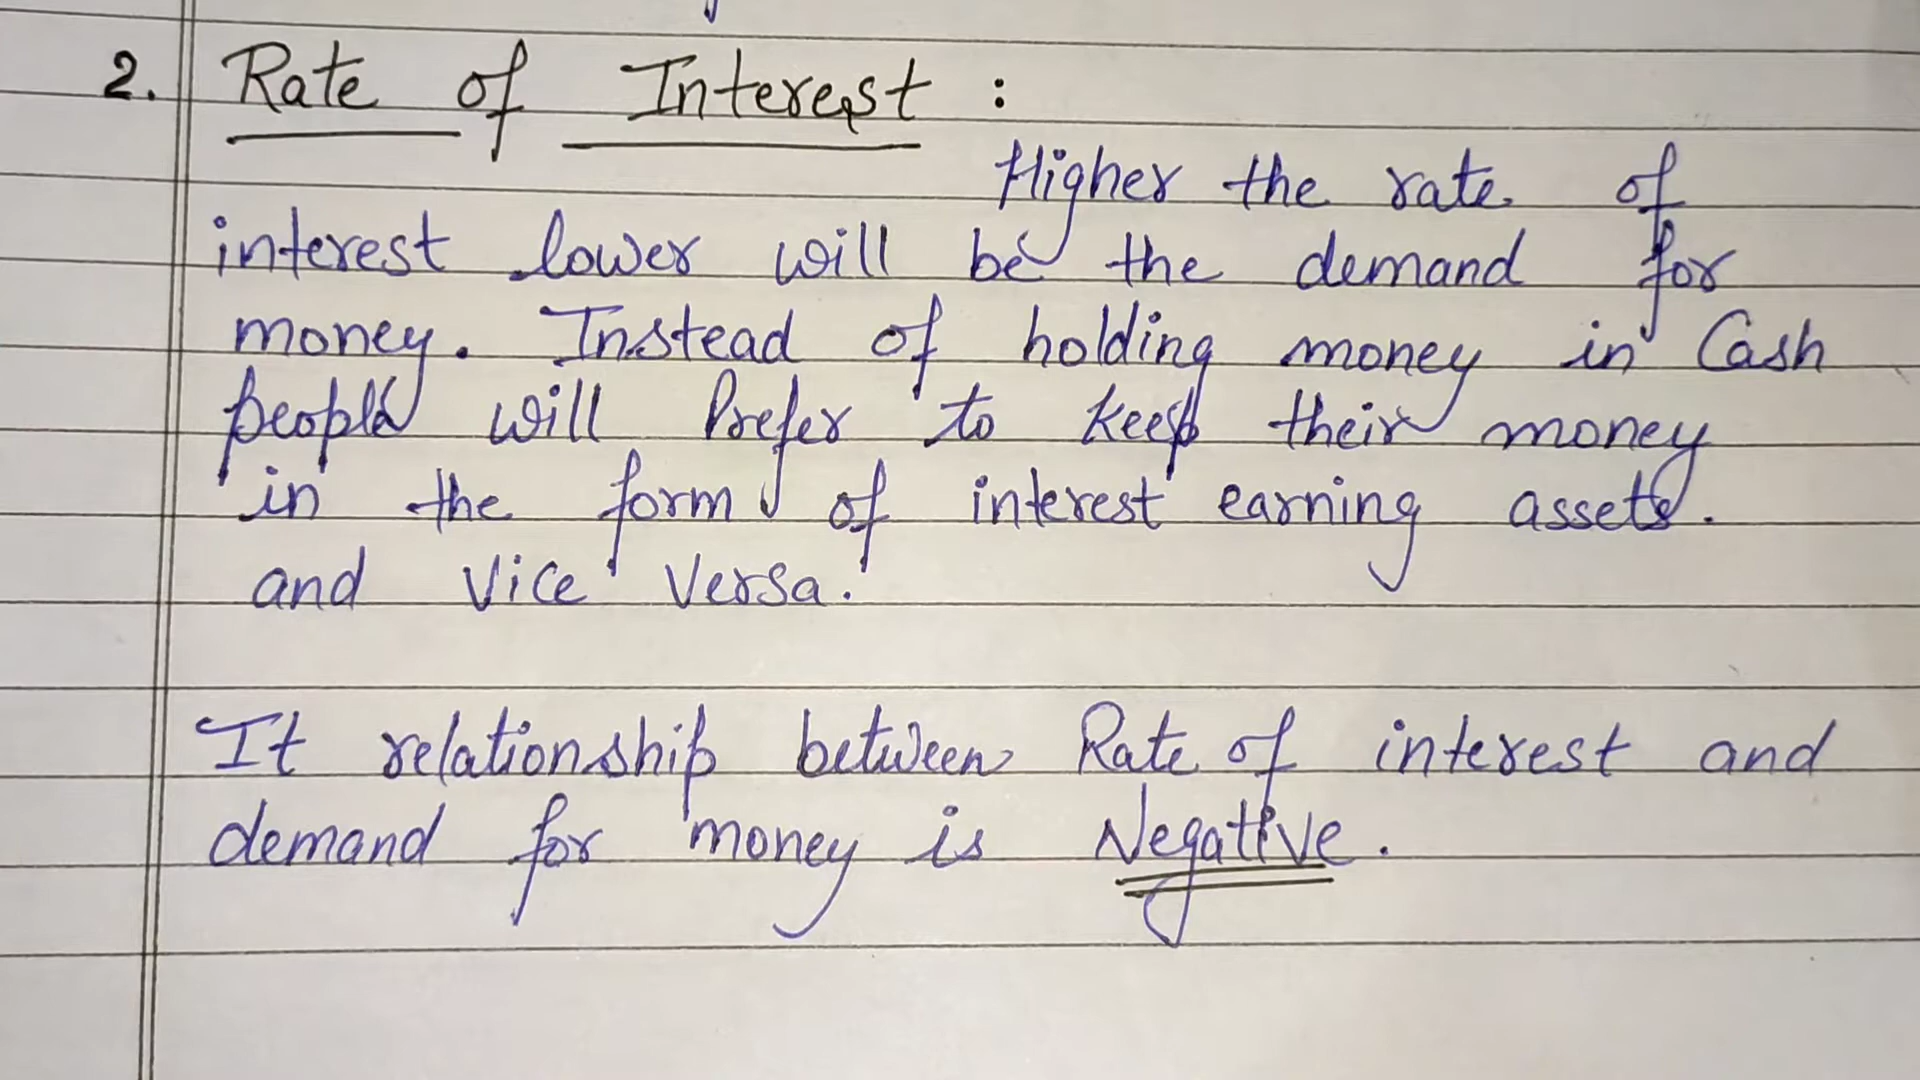 2. Rate of Interest :
Higher the rate of
interest lower will be the demand for
money. Instead of holding money in Cash
people will Prefer to keep their money
in the form of interest earning assets.
and Vice Versa.
It relationship between Rate of interest and
demand for money is Negative.